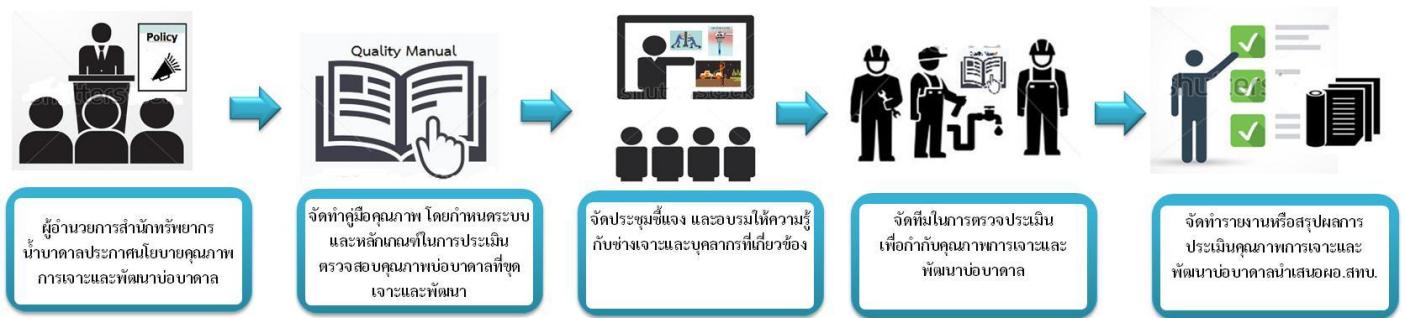 Policy
Quality Manual
ผู้อำนวยการสำนักทรัพยากร
น้ำบาดาลประกาศนโยบายคุณภาพ
การเจาะและพัฒนาบ่อบาดาล
จัดทำคู่มือคุณภาพ โดยกำหนดระบบ
และหลักเกณฑ์ในการประเมิน
ตรวจสอบคุณภาพบ่อบาดาลที่ขุด
เจาะและพัฒนา
จัดประชุมชี้แจง และอบรมให้ความรู้
กับช่างเจาะและบุคลากรที่เกี่ยวข้อง
จัดทีมในการตรวจประเมิน
เพื่อกำกับคุณภาพการเจาะและ
พัฒนาบ่อบาดาล
จัดทำรายงานหรือสรุปผลการ
ประเมินคุณภาพการเจาะและ
พัฒนาบ่อบาดาลนำเสนอผอ.สทบ.